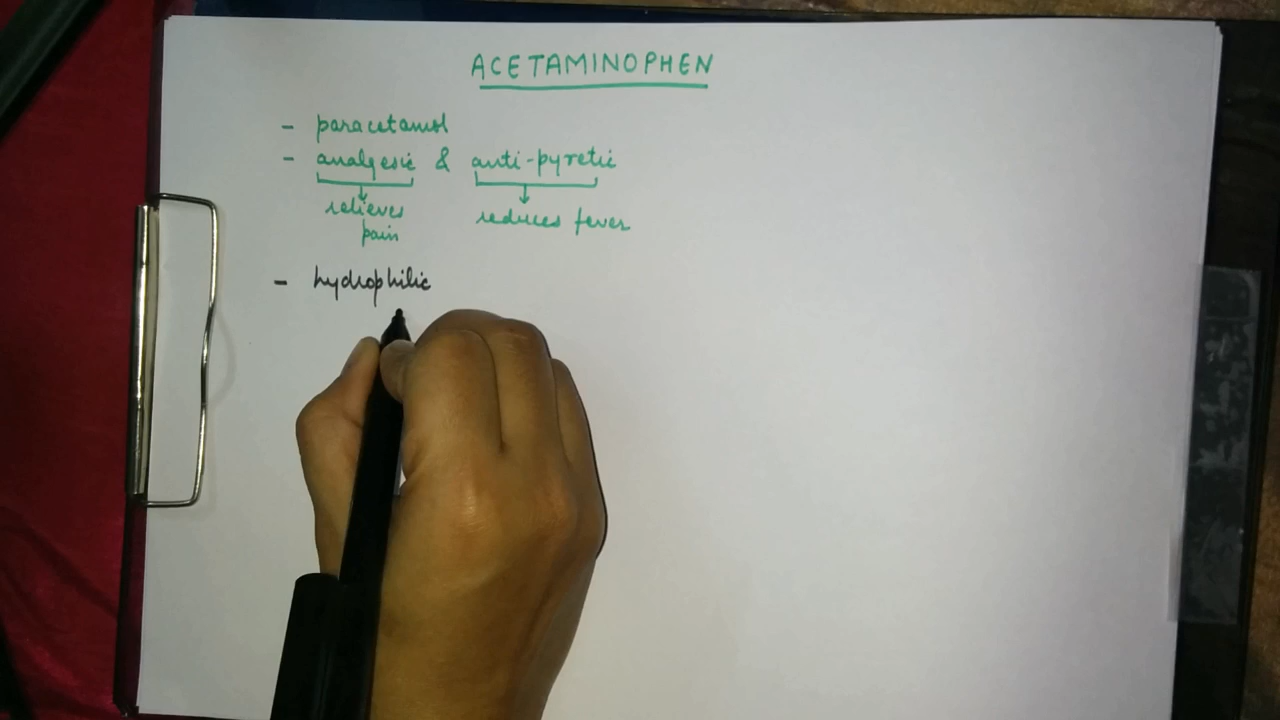 ACETAMINOPHEN
- paracetamol
- analgesic & anti-pyretic
relieves pain
reduces fever
- hydrophilic